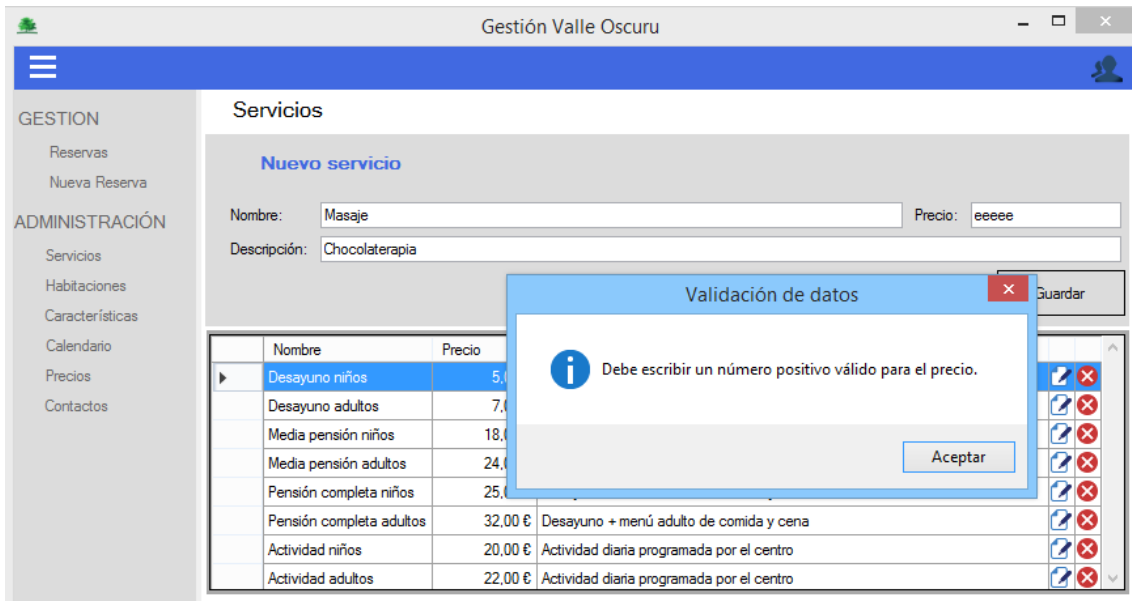 Gestión Valle Oscuru
GESTION
Reservas
Nueva Reserva
ADMINISTRACIÓN
Servicios
Habitaciones
Características
Calendario
Precios
Contactos
Servicios
Nuevo servicio
Nombre: Masaje Precio: eeeee
Descripción: Chocolaterapia
Guardar
Validación de datos
Debe escribir un número positivo válido para el precio.
Aceptar
Nombre Precio
Desayuno niños
Desayuno adultos
Media pensión niños
Media pensión adultos
Pensión completa niños
Pensión completa adultos 32,00 € Desayuno + menú adulto de comida y cena
Actividad niños 20,00 € Actividad diaria programada por el centro
Actividad adultos 22,00 € Actividad diaria programada por el centro